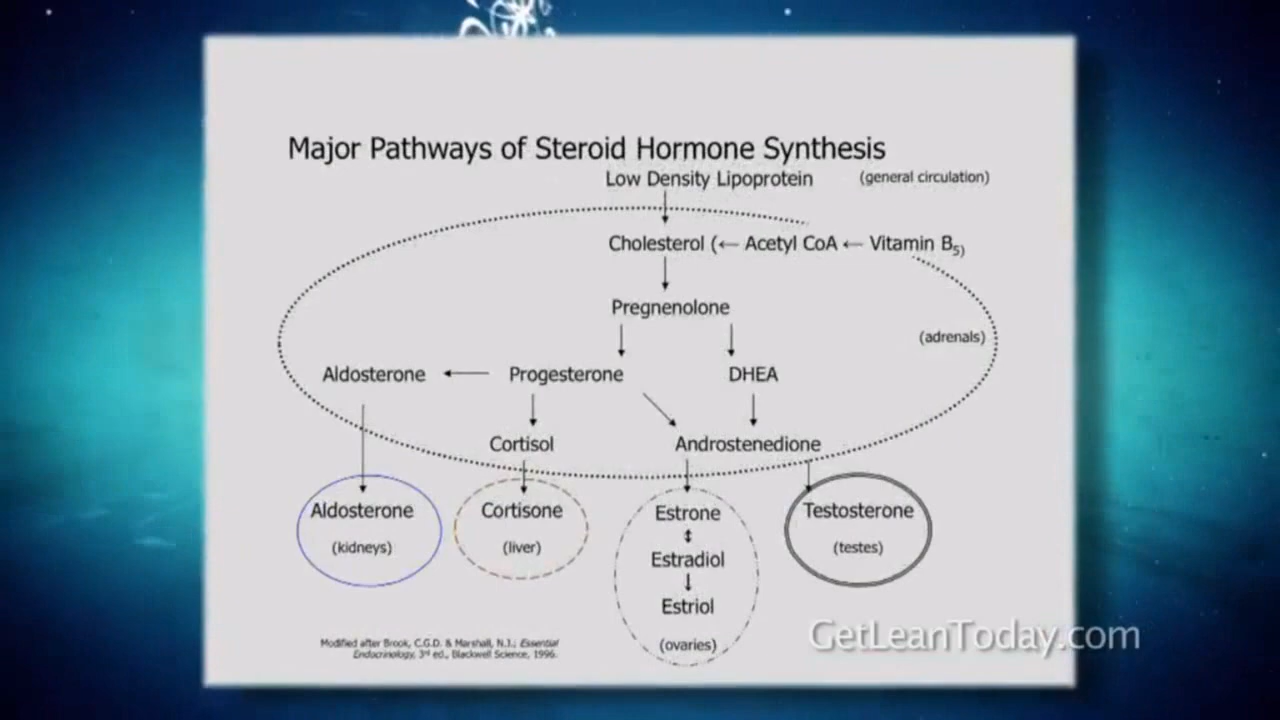 Major Pathways of Steroid Hormone Synthesis
Low Density Lipoprotein (general circulation)
Cholesterol (← Acetyl CoA ← Vitamin B5)
Pregnenolone
(adrenals)
Aldosterone ← Progesterone DHEA
Cortisol Androstenedione
Aldosterone Cortisone Estrone Testosterone
(kidneys) (liver) (testes)
Estradiol
Estriol
(ovaries)
Modified after Brook, C.G.D. & Marshall, N.J.; Essential
Endocrinology, 3rd ed., Blackwell Science, 1996.
GetLeanToday.com